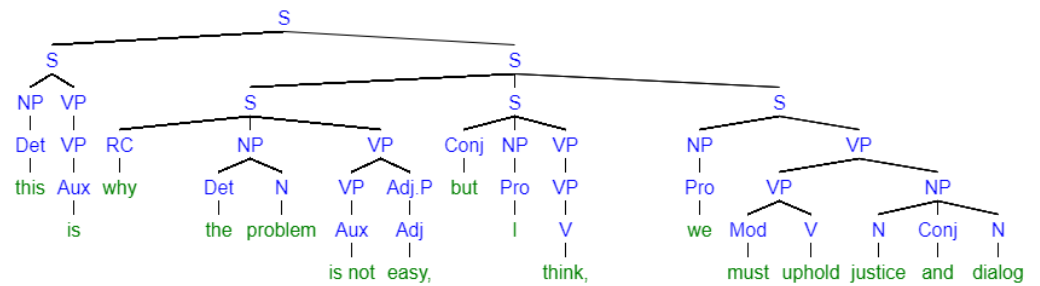 S
S S
NP VP S S S
Det VP RC NP VP Conj NP VP NP VP
this Aux why Det N VP Adj.P but Pro VP Pro VP NP
is the problem Aux Adj I V we Mod V N Conj N
is not easy, think, must uphold justice and dialog